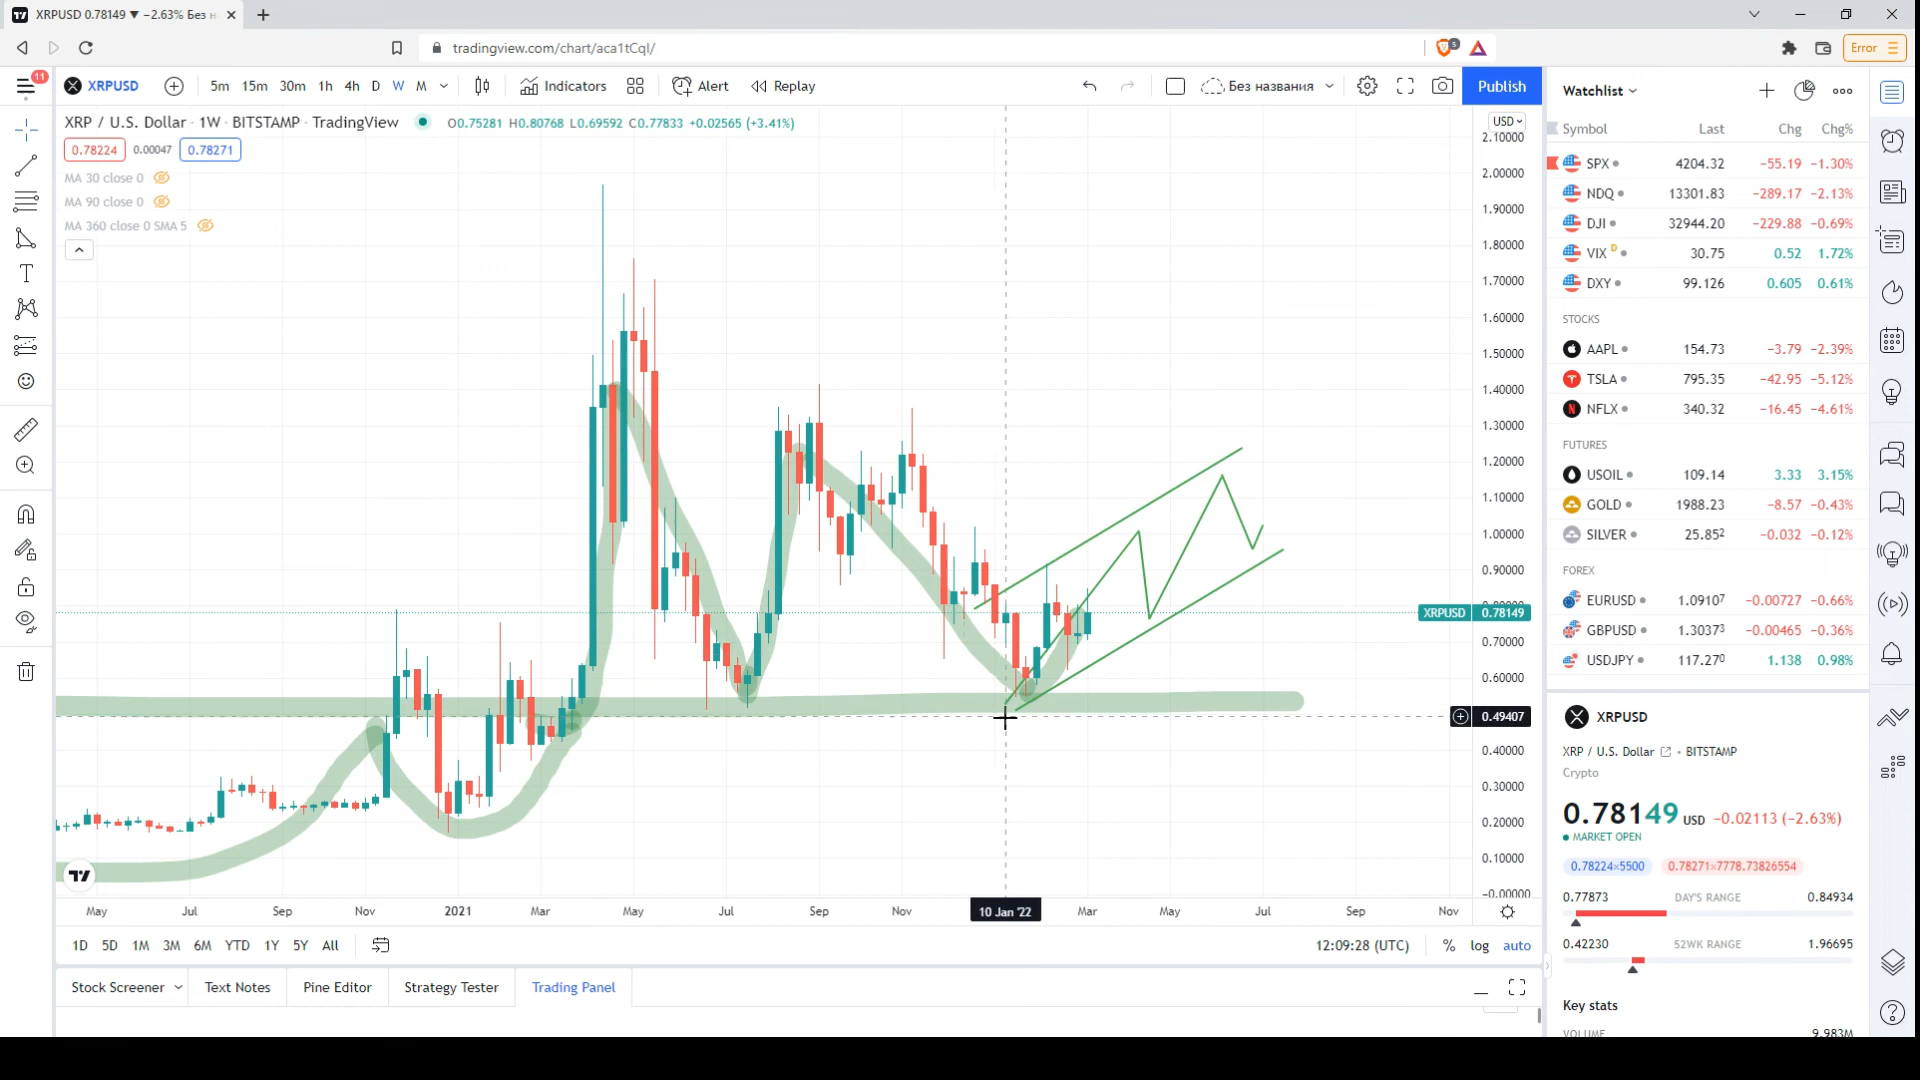 XRPUSD 0.78149 ▼ −2.63% Без н
tradingview.com/chart/aca1tCql/
5
Error
11
XRPUSD
5m 15m 30m 1h 4h D W M
Indicators
Alert
Replay
Без названия
Publish
XRP / U.S. Dollar · 1W · BITSTAMP · TradingView
O0.75281 H0.80768 L0.69592 C0.77833 +0.02565 (+3.41%)
0.78224 0.00047 0.78271
MA 30 close 0
MA 90 close 0
MA 360 close 0 SMA 5
USD
2.10000
2.00000
1.90000
1.80000
1.70000
1.60000
1.50000
1.40000
1.30000
1.20000
1.10000
1.00000
0.90000
XRPUSD 0.78149
0.70000
0.60000
0.49407
0.40000
0.30000
0.20000
0.10000
−0.00000
May Jul Sep Nov 2021 Mar May Jul Sep Nov 10 Jan '22 Mar May Jul Sep Nov
1D 5D 1M 3M 6M YTD 1Y 5Y All
12:09:28 (UTC) % log auto
Stock Screener Text Notes Pine Editor Strategy Tester Trading Panel
Watchlist
Symbol Last Chg Chg%
SPX 4204.32 −55.19 −1.30%
NDQ 13301.83 −289.17 −2.13%
DJI 32944.20 −229.88 −0.69%
VIX D 30.75 0.52 1.72%
DXY 99.126 0.605 0.61%
STOCKS
AAPL 154.73 −3.79 −2.39%
TSLA 795.35 −42.95 −5.12%
NFLX 340.32 −16.45 −4.61%
FUTURES
USOIL 109.14 3.33 3.15%
GOLD 1988.23 −8.57 −0.43%
SILVER 25.852 −0.032 −0.12%
FOREX
EURUSD 1.09107 −0.00727 −0.66%
GBPUSD 1.30373 −0.00465 −0.36%
USDJPY 117.270 1.138 0.98%
XRPUSD
XRP / U.S. Dollar • BITSTAMP
Crypto
0.78149 USD −0.02113 (−2.63%)
MARKET OPEN
0.78224×5500 0.78271×7778.73826554
0.77873 DAY'S RANGE 0.84934
0.42230 52WK RANGE 1.96695
Key stats
VOLUME 9.983M